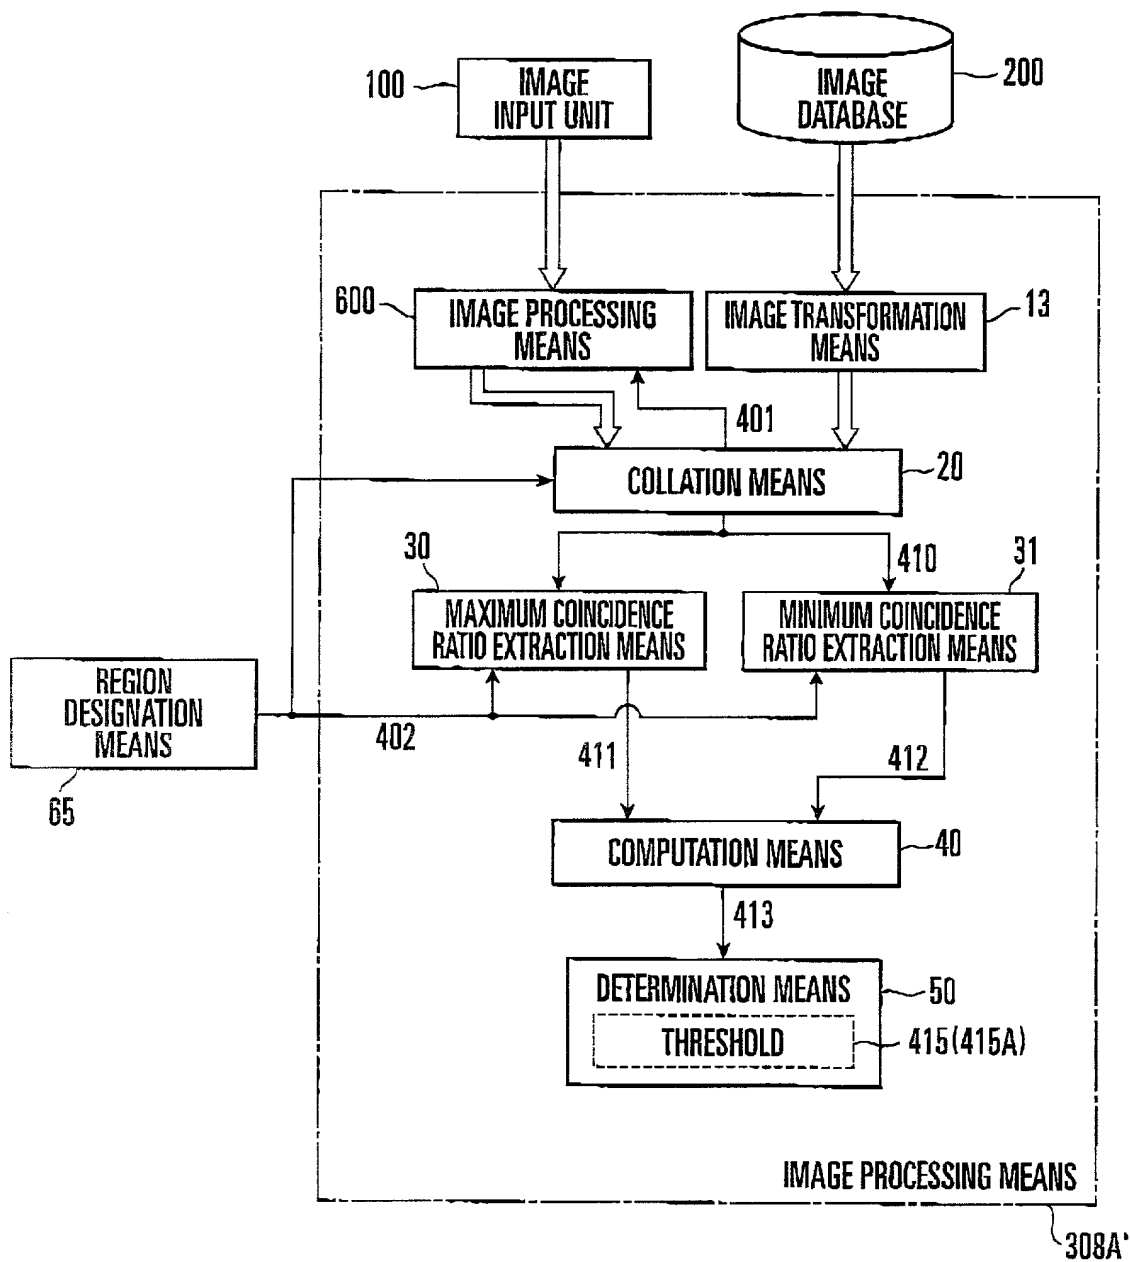 100
IMAGE
INPUT UNIT
IMAGE
DATABASE
200
600
IMAGE PROCESSING
MEANS
IMAGE TRANSFORMATION
MEANS
13
401
COLLATION MEANS
20
30
410
31
MAXIMUM COINCIDENCE
RATIO EXTRACTION MEANS
MINIMUM COINCIDENCE
RATIO EXTRACTION MEANS
REGION
DESIGNATION
MEANS
65
402
411
412
COMPUTATION MEANS
40
413
DETERMINATION MEANS
50
THRESHOLD
415(415A)
IMAGE PROCESSING MEANS
308A'